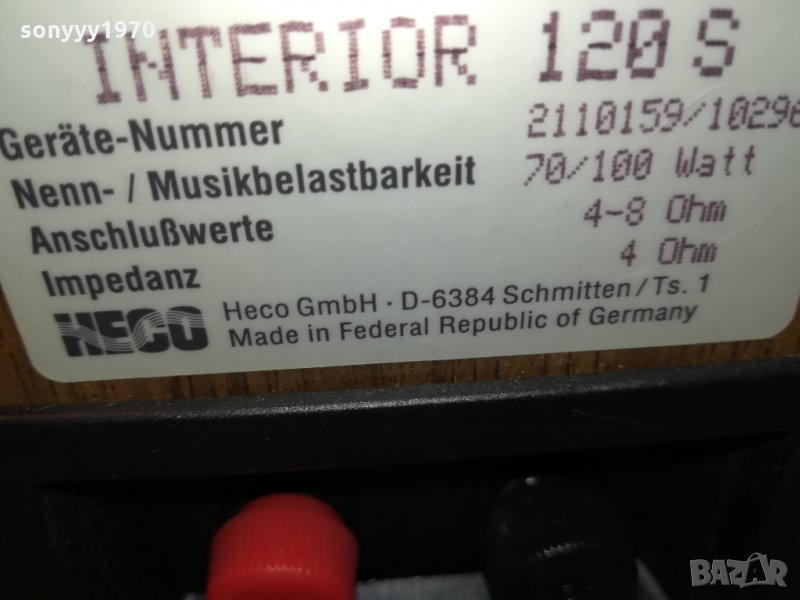 sonyyy1970
INTERIOR 120 S
Geräte-Nummer 2110159/10296
Nenn- / Musikbelastbarkeit 70/100 Watt
Anschlußwerte 4-8 Ohm
Impedanz 4 Ohm
HECO Heco GmbH · D-6384 Schmitten/Ts. 1
Made in Federal Republic of Germany
BAZAR